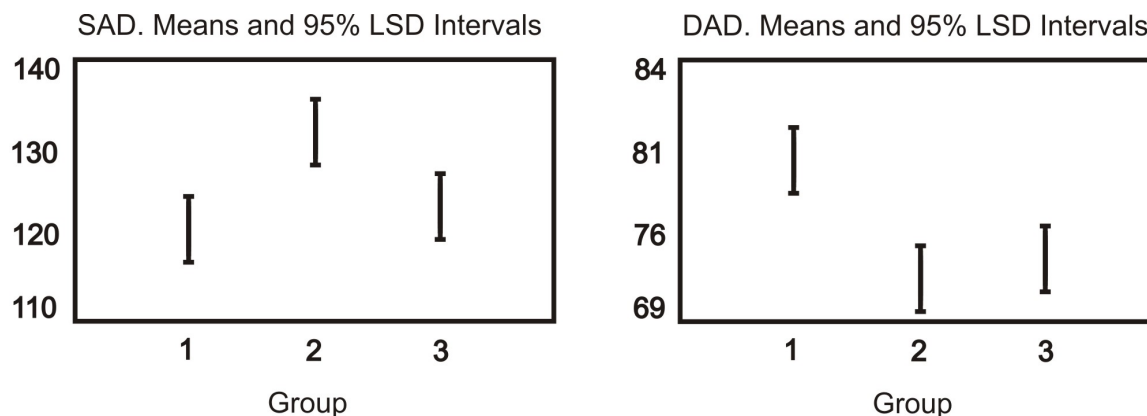 SAD. Means and 95% LSD Intervals
140
130
120
110
1 2 3
Group
DAD. Means and 95% LSD Intervals
84
81
76
69
1 2 3
Group